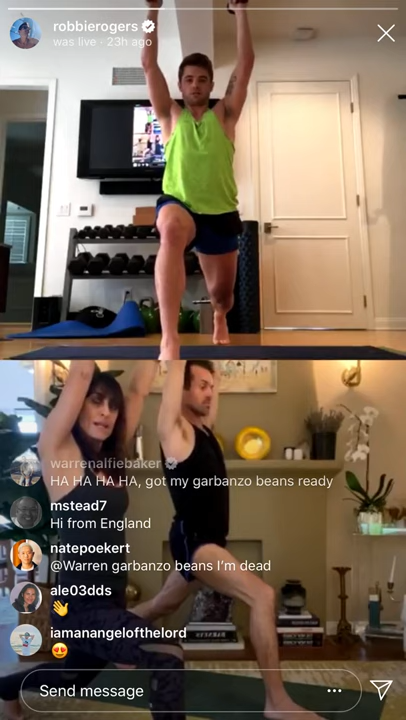 robbierogers
was live · 23h ago
warrenalfiebaker
HA HA HA HA, got my garbanzo beans ready
mstead7
Hi from England
natepoekert
@Warren garbanzo beans I'm dead
ale03dds
👋
iamanangelofthelord
😍
Send message